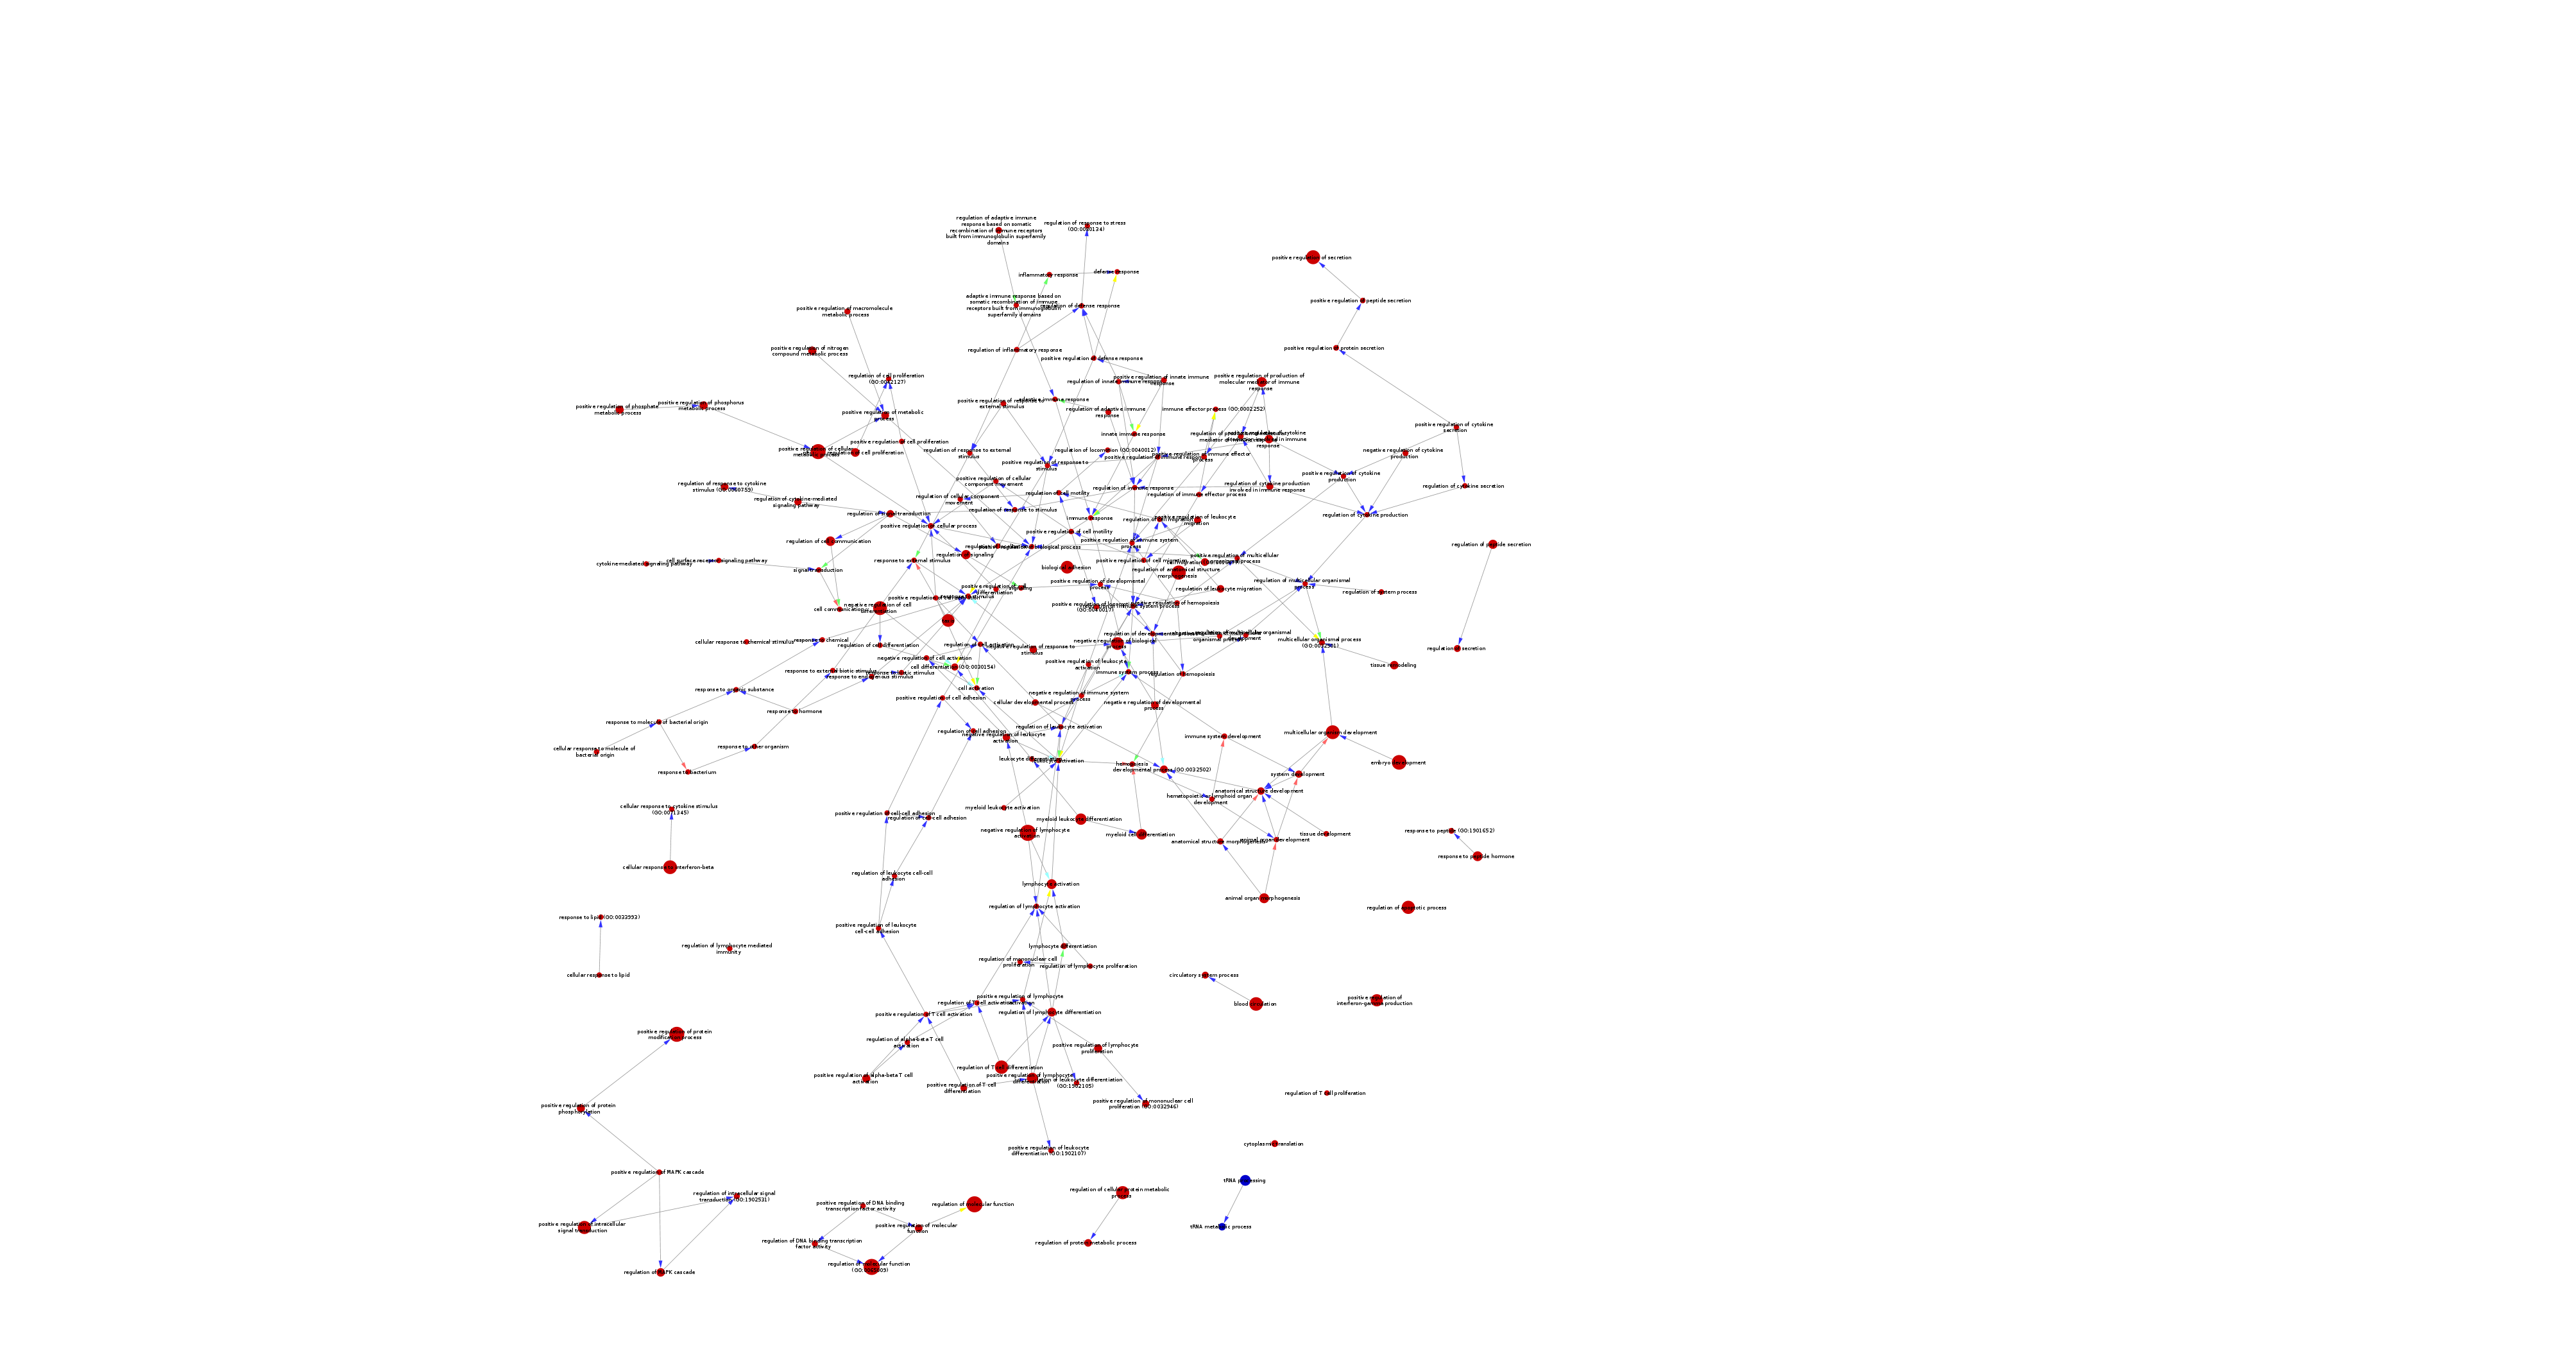 regulation of adaptive immune
response based on somatic
recombination of immune receptors
built from immunoglobulin superfamily
domains
regulation of response to stress
(GO:0080134)
positive regulation of secretion
inflammatory response
defense response
adaptive immune response based on
somatic recombination of immune
receptors built from immunoglobulin
superfamily domains
regulation of defense response
positive regulation of peptide secretion
positive regulation of macromolecule
metabolic process
positive regulation of nitrogen
compound metabolic process
regulation of inflammatory response
positive regulation of defense response
positive regulation of protein secretion
regulation of cell proliferation
(GO:0042127)
regulation of innate immune response
positive regulation of innate immune
response
positive regulation of production of
molecular mediator of immune
response
positive regulation of phosphate
metabolic process
positive regulation of phosphorus
metabolic process
positive regulation of metabolic
process
positive regulation of response to
external stimulus
adaptive immune response
regulation of adaptive immune
response
immune effector process (GO:0002252)
positive regulation of cytokine
secretion
innate immune response
positive regulation of cell proliferation
positive regulation of cellular
metabolic process
regulation of response to external
stimulus
regulation of locomotion (GO:0040012)
positive regulation of immune response
positive regulation of immune effector
process
negative regulation of cytokine
production
positive regulation of response to
stimulus
positive regulation of cytokine
production
regulation of response to cytokine
stimulus (GO:0060759)
regulation of cytokine-mediated
signaling pathway
positive regulation of cellular
component movement
regulation of cellular component
movement
regulation of cell motility
regulation of immune response
regulation of immune effector process
regulation of cytokine production
involved in immune response
regulation of cytokine secretion
regulation of signal transduction
regulation of response to stimulus
immune response
positive regulation of leukocyte
migration
regulation of cytokine production
positive regulation of cellular process
positive regulation of cell motility
regulation of cell communication
positive regulation of immune system
process
positive regulation of biological process
regulation of signaling
regulation of peptide secretion
cytokine-mediated signaling pathway
cell surface receptor signaling pathway
signal transduction
response to external stimulus
biological adhesion
positive regulation of cell migration
positive regulation of multicellular
organismal process
regulation of anatomical structure
morphogenesis
positive regulation of developmental
process
regulation of multicellular organismal
process
positive regulation of cell
differentiation
signaling
regulation of leukocyte migration
regulation of system process
response to stimulus
cell communication
negative regulation of cell
differentiation
positive regulation of hemopoiesis
(GO:0040017)
cellular response to chemical stimulus
response to chemical
regulation of cell differentiation
regulation of cell activation
negative regulation of response to
stimulus
negative regulation of biological
process
multicellular organismal process
(GO:0032501)
regulation of secretion
negative regulation of cell activation
cell differentiation (GO:0030154)
positive regulation of leukocyte
activation
tissue remodeling
response to external biotic stimulus
response to endogenous stimulus
response to biotic stimulus
immune system process
regulation of hemopoiesis
response to organic substance
cell activation
positive regulation of cell adhesion
negative regulation of immune system
process
cellular developmental process
negative regulation of developmental
process
response to hormone
response to molecule of bacterial origin
regulation of leukocyte activation
regulation of cell adhesion
negative regulation of leukocyte
activation
immune system development
multicellular organism development
cellular response to molecule of
bacterial origin
response to other organism
leukocyte differentiation
leukocyte activation
hemopoiesis
developmental process (GO:0032502)
embryo development
response to bacterium
system development
anatomical structure development
hematopoietic or lymphoid organ
development
cellular response to cytokine stimulus
(GO:0071345)
positive regulation of cell-cell adhesion
regulation of cell-cell adhesion
myeloid leukocyte activation
myeloid leukocyte differentiation
negative regulation of lymphocyte
activation
myeloid cell differentiation
tissue development
anatomical structure morphogenesis
animal organ development
response to peptide (GO:1901652)
response to peptide hormone
cellular response to interferon-beta
regulation of leukocyte cell-cell
adhesion
lymphocyte activation
animal organ morphogenesis
regulation of lymphocyte activation
regulation of apoptotic process
response to lipid (GO:0033993)
positive regulation of leukocyte
cell-cell adhesion
regulation of lymphocyte mediated
immunity
lymphocyte differentiation
regulation of mononuclear cell
proliferation
regulation of lymphocyte proliferation
cellular response to lipid
circulatory system process
positive regulation of lymphocyte
activation
regulation of T cell activation
blood circulation
positive regulation of
interferon-gamma production
positive regulation of T cell activation
regulation of lymphocyte differentiation
positive regulation of protein
modification process
regulation of alpha-beta T cell
activation
positive regulation of lymphocyte
proliferation
regulation of T cell differentiation
positive regulation of alpha-beta T cell
activation
positive regulation of T cell
differentiation
positive regulation of lymphocyte
differentiation
regulation of leukocyte differentiation
(GO:1902105)
regulation of T cell proliferation
positive regulation of mononuclear cell
proliferation (GO:0032946)
positive regulation of protein
phosphorylation
cytoplasmic translation
positive regulation of leukocyte
differentiation (GO:1902107)
positive regulation of MAPK cascade
tRNA processing
regulation of intracellular signal
transduction (GO:1902531)
regulation of cellular protein metabolic
process
positive regulation of DNA binding
transcription factor activity
regulation of molecular function
positive regulation of intracellular
signal transduction
positive regulation of molecular
function
tRNA metabolic process
regulation of DNA binding transcription
factor activity
regulation of protein metabolic process
regulation of molecular function
(GO:0065009)
regulation of MAPK cascade